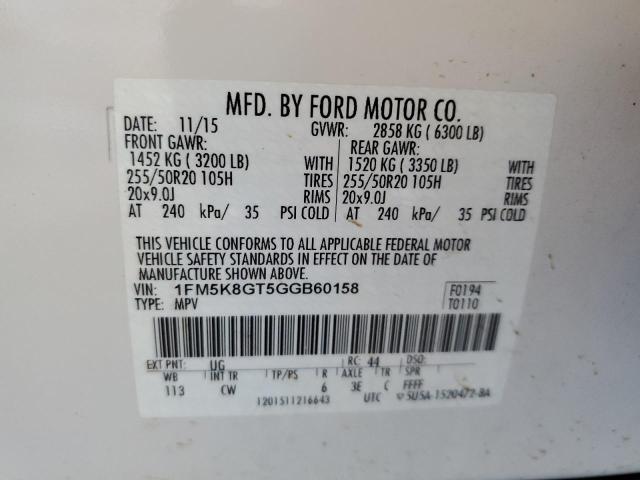 MFD. BY FORD MOTOR CO.
DATE: 11/15 GVWR: 2858 KG ( 6300 LB)
FRONT GAWR: REAR GAWR:
1452 KG ( 3200 LB) WITH 1520 KG ( 3350 LB) WITH
255/50R20 105H TIRES 255/50R20 105H TIRES
20x9.0J RIMS 20x9.0J RIMS
AT 240 kPa/ 35 PSI COLD AT 240 kPa/ 35 PSI COLD
THIS VEHICLE CONFORMS TO ALL APPLICABLE FEDERAL MOTOR
VEHICLE SAFETY STANDARDS IN EFFECT ON THE DATE OF
MANUFACTURE SHOWN ABOVE.
VIN: 1FM5K8GT5GGB60158 F0194
TYPE: MPV T0110
EXT PNT: UG RC: 44 DSO:
WB INT TR TP/PS R AXLE TR SPR
113 CW 6 3E C FFFF
1201511216643 UTC 5U5A-1520472-BA